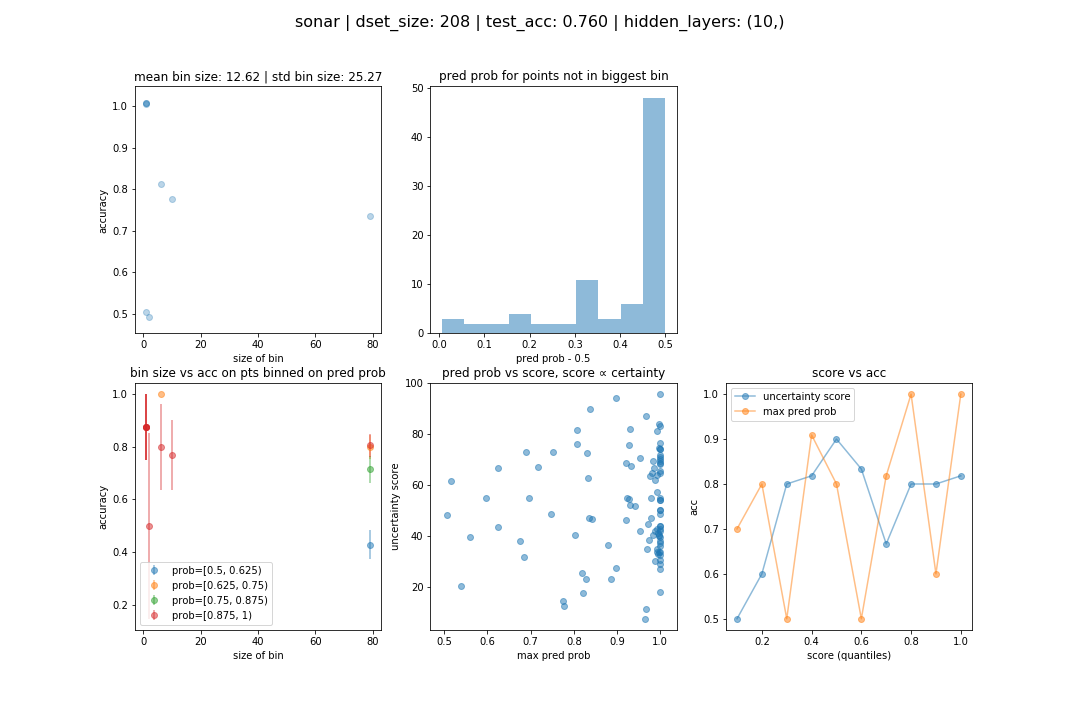 sonar | dset_size: 208 | test_acc: 0.760 | hidden_layers: (10,)
mean bin size: 12.62 | std bin size: 25.27
1.0
0.9
0.8
0.7
0.6
0.5
accuracy
0 20 40 60 80
size of bin
pred prob for points not in biggest bin
50
40
30
20
10
0
0.0 0.1 0.2 0.3 0.4 0.5
pred prob - 0.5
bin size vs acc on pts binned on pred prob
1.0
0.8
0.6
0.4
0.2
accuracy
prob=[0.5, 0.625)
prob=[0.625, 0.75)
prob=[0.75, 0.875)
prob=[0.875, 1)
0 20 40 60 80
size of bin
pred prob vs score, score ∝ certainty
100
80
60
40
20
uncertainty score
0.5 0.6 0.7 0.8 0.9 1.0
max pred prob
score vs acc
uncertainty score
max pred prob
1.0
0.9
0.8
0.7
0.6
0.5
acc
0.2 0.4 0.6 0.8 1.0
score (quantiles)